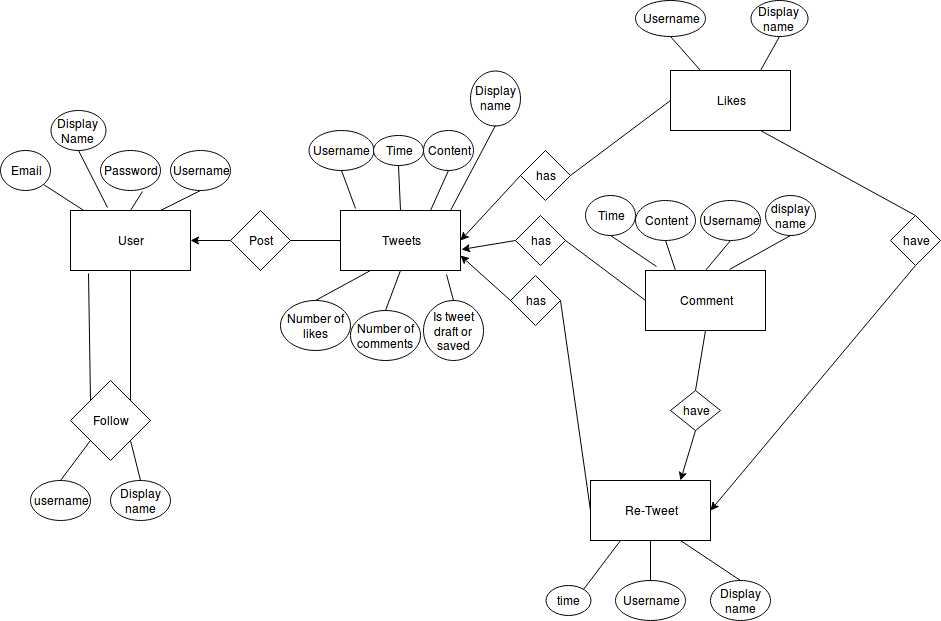 Username
Display
name
Likes
Display
name
Display
Name
Email
Password
Username
Username
Time
Content
has
Time
Content
Username
display
name
User
Post
Tweets
has
have
Comment
has
Number of
likes
Number of
comments
Is tweet
draft or
saved
Follow
have
username
Display
name
Re-Tweet
time
Username
Display
name